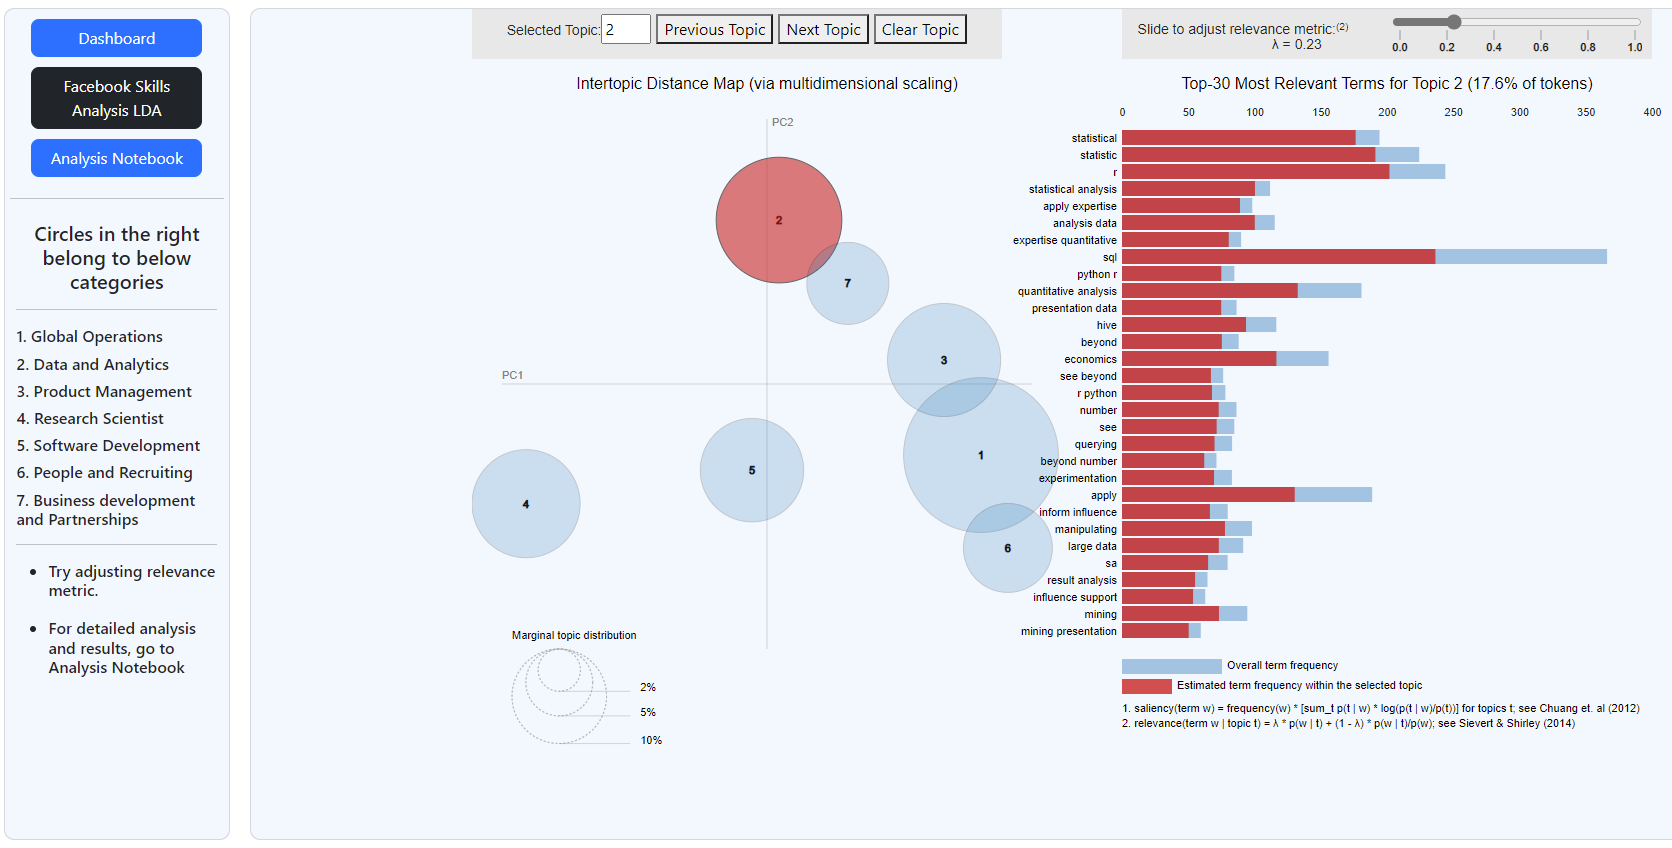 Dashboard
Facebook Skills
Analysis LDA
Analysis Notebook
Circles in the right
belong to below
categories
1. Global Operations
2. Data and Analytics
3. Product Management
4. Research Scientist
5. Software Development
6. People and Recruiting
7. Business development
and Partnerships
• Try adjusting relevance
metric.
• For detailed analysis
and results, go to
Analysis Notebook
Selected Topic: 2 Previous Topic Next Topic Clear Topic
Slide to adjust relevance metric:(2)
λ = 0.23
0.0 0.2 0.4 0.6 0.8 1.0
Intertopic Distance Map (via multidimensional scaling)
PC2
PC1
2
7
3
1
5
4
6
Marginal topic distribution
2%
5%
10%
Top-30 Most Relevant Terms for Topic 2 (17.6% of tokens)
0 50 100 150 200 250 300 350 400
statistical
statistic
r
statistical analysis
apply expertise
analysis data
expertise quantitative
sql
python r
quantitative analysis
presentation data
hive
beyond
economics
see beyond
r python
number
see
querying
beyond number
experimentation
apply
inform influence
manipulating
large data
sa
result analysis
influence support
mining
mining presentation
Overall term frequency
Estimated term frequency within the selected topic
1. saliency(term w) = frequency(w) * [sum_t p(t | w) * log(p(t | w)/p(t))] for topics t; see Chuang et. al (2012)
2. relevance(term w | topic t) = λ * p(w | t) + (1 - λ) * p(w | t)/p(w); see Sievert & Shirley (2014)